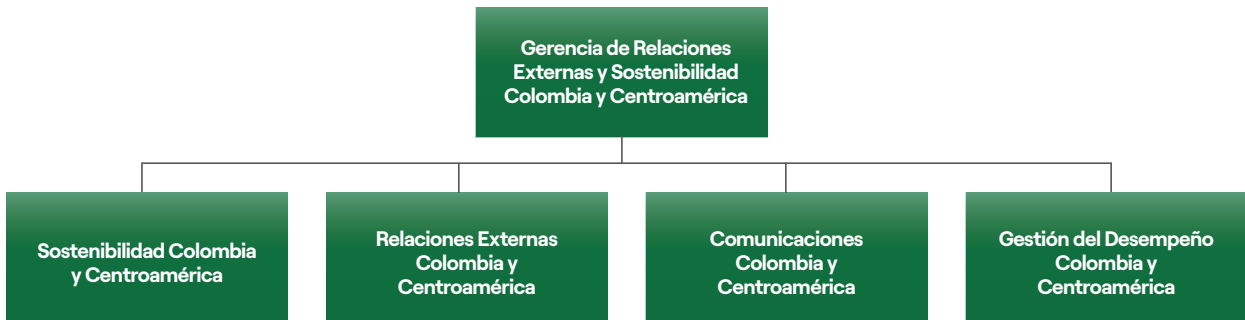 Gerencia de Relaciones
Externas y Sostenibilidad
Colombia y Centroamérica
Sostenibilidad Colombia
y Centroamérica
Relaciones Externas
Colombia y
Centroamérica
Comunicaciones
Colombia y
Centroamérica
Gestión del Desempeño
Colombia y
Centroamérica